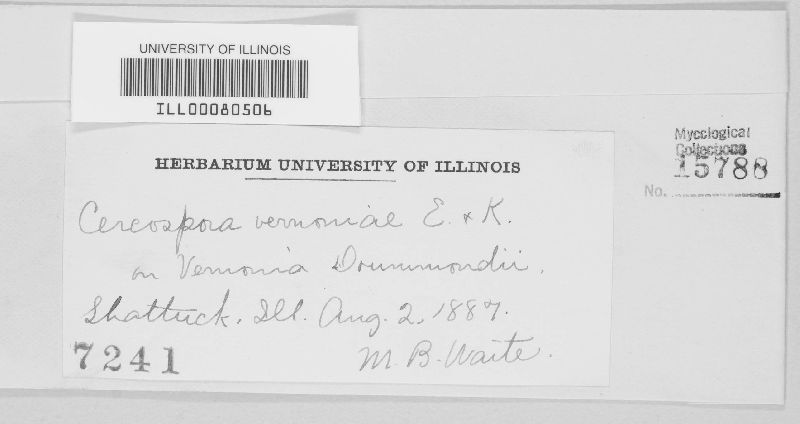 UNIVERSITY OF ILLINOIS
ILL00080506
Mycological
Collections
15788
No.
HERBARIUM UNIVERSITY OF ILLINOIS
Cercospora vernoniae E. & K.
on Vernonia Drummondii.
Shattuck, Ill. Aug. 2, 1887.
7241
M. B. Waite.